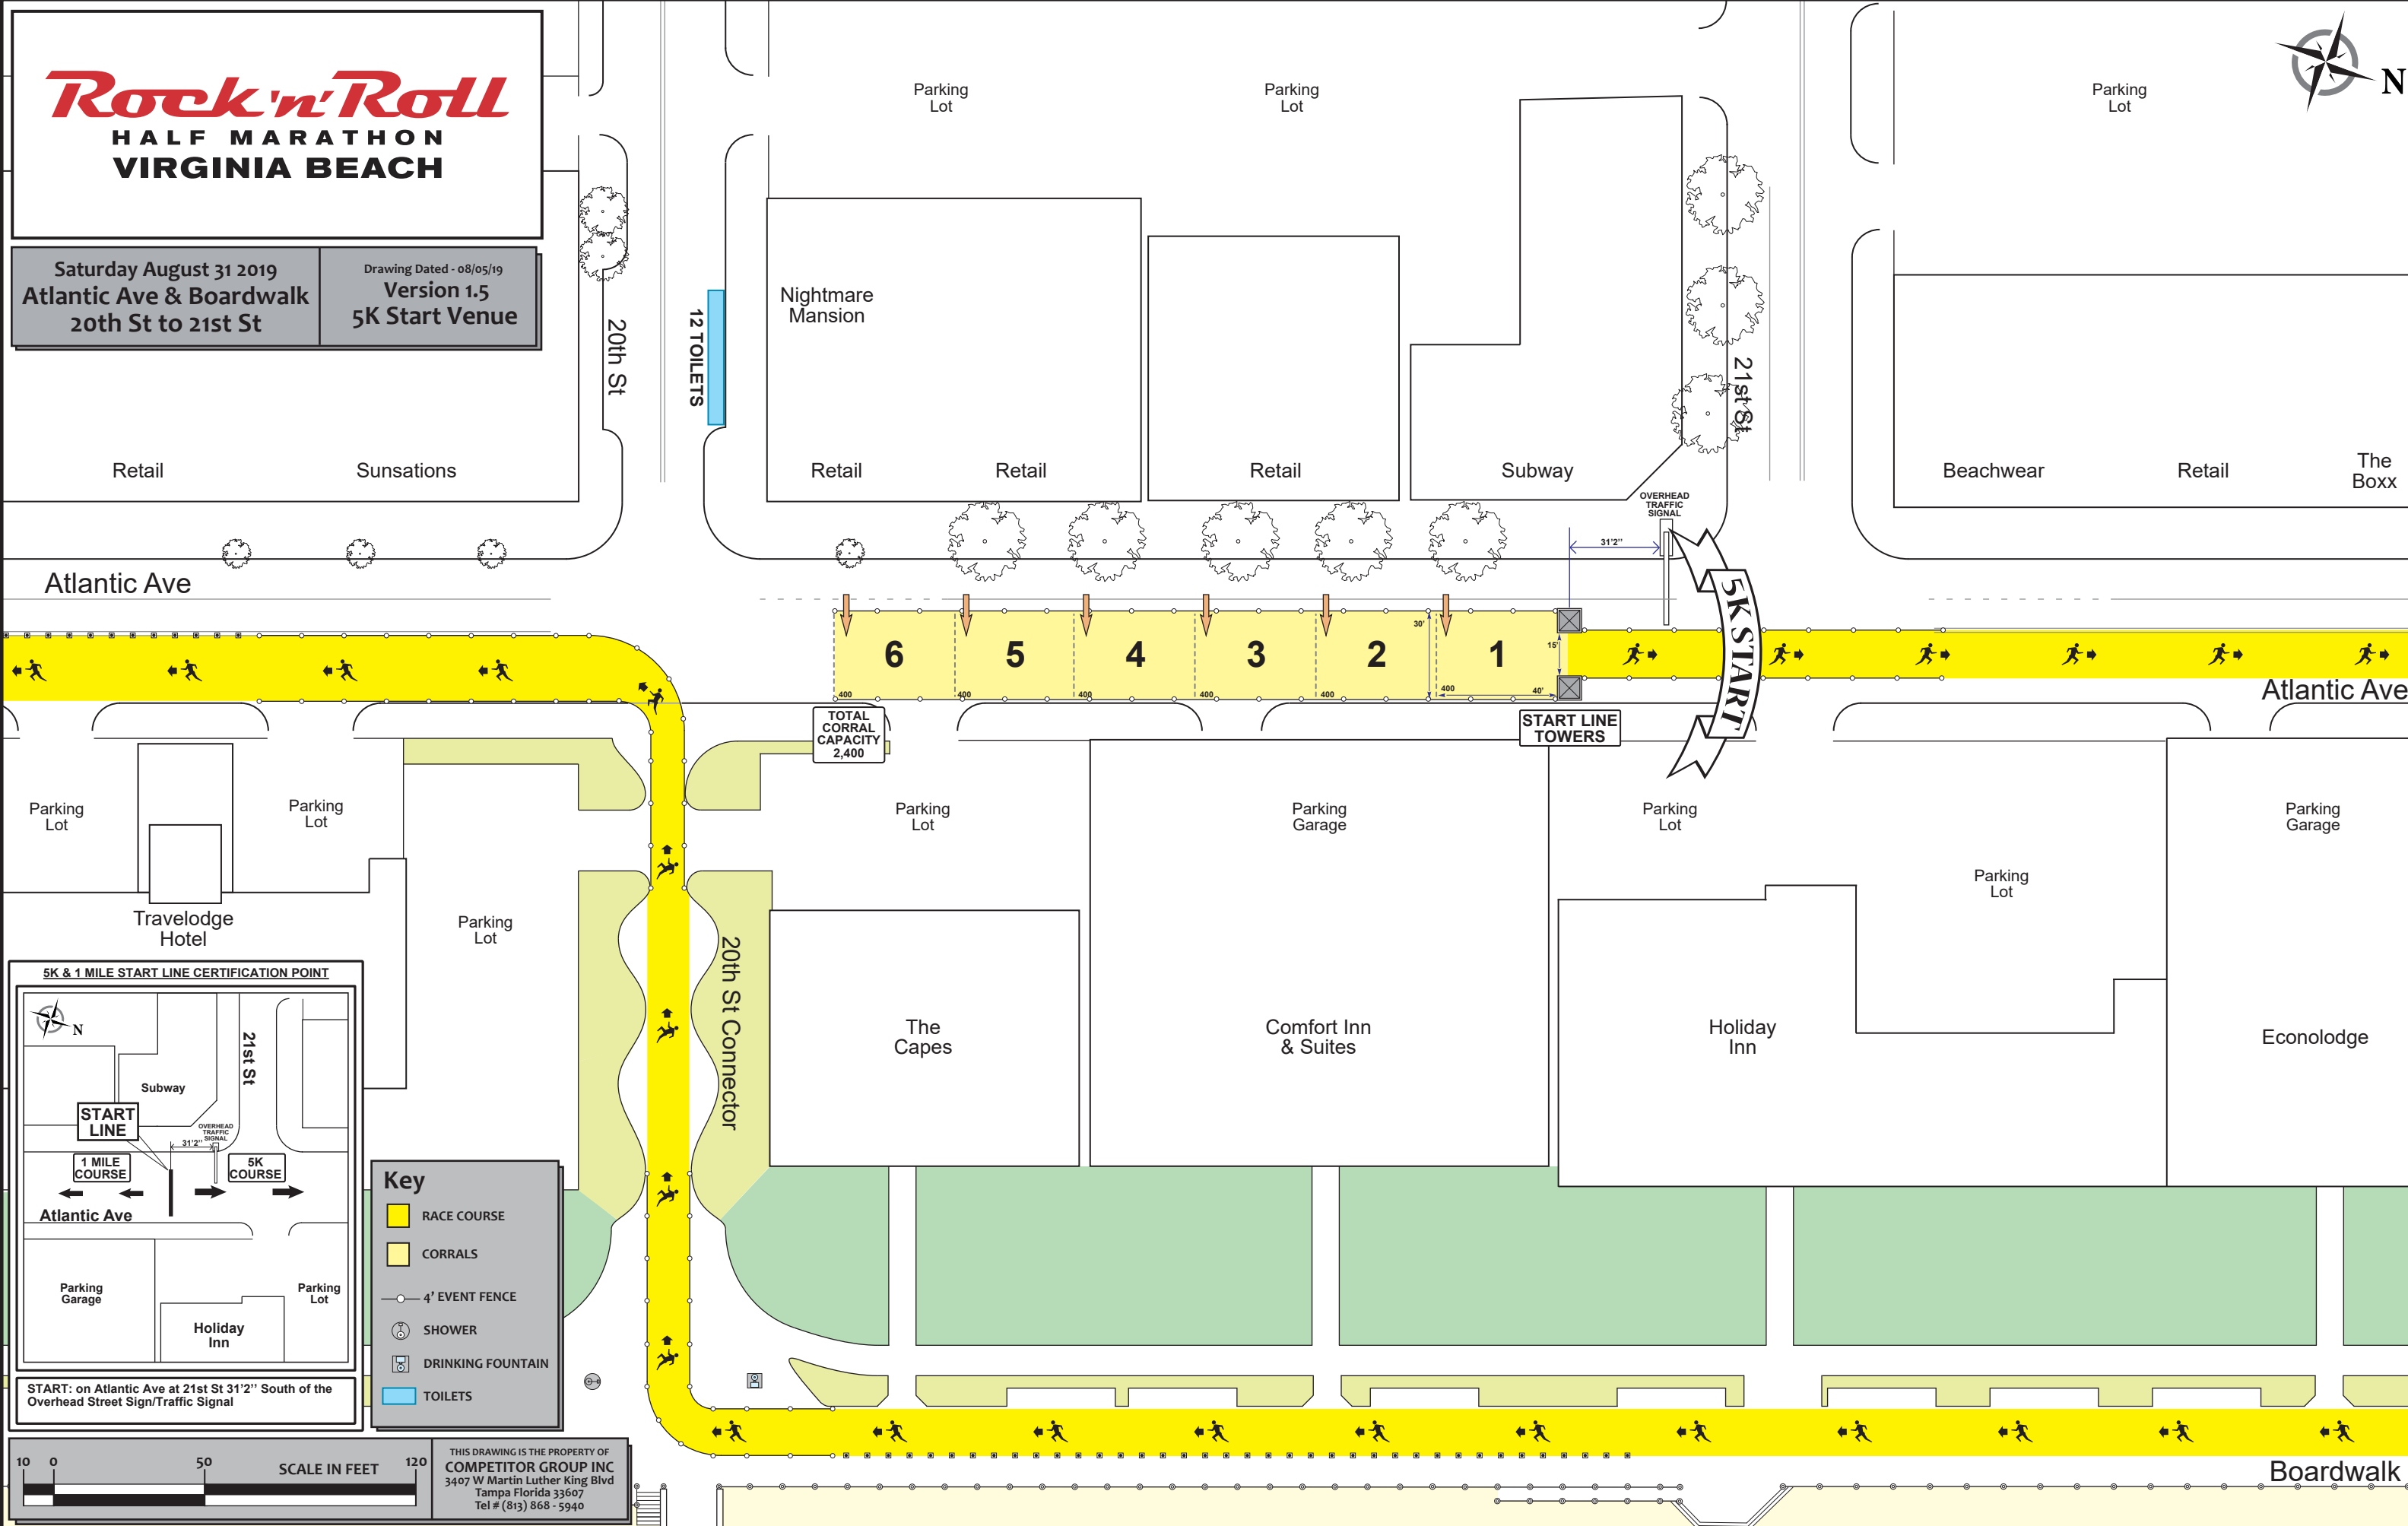 Rock 'n' Roll
HALF MARATHON
VIRGINIA BEACH
Saturday August 31 2019
Atlantic Ave & Boardwalk
20th St to 21st St
Drawing Dated - 08/05/19
Version 1.5
5K Start Venue
N
Parking
Lot
Parking
Lot
Parking
Lot
20th St
12 TOILETS
Nightmare
Mansion
21st St
Retail
Sunsations
Retail
Retail
Retail
Subway
Beachwear
Retail
The
Boxx
OVERHEAD
TRAFFIC
SIGNAL
31'2"
Atlantic Ave
6
5
4
3
2
1
30'
15'
400
400
400
400
400
400
40'
5K START
Atlantic Ave
TOTAL
CORRAL
CAPACITY
2,400
START LINE
TOWERS
Parking
Lot
Parking
Lot
Parking
Lot
Parking
Garage
Parking
Lot
Parking
Garage
Parking
Lot
Travelodge
Hotel
Parking
Lot
20th St Connector
The
Capes
Comfort Inn
& Suites
Holiday
Inn
Econolodge
5K & 1 MILE START LINE CERTIFICATION POINT
N
21st St
Subway
START
LINE
OVERHEAD
TRAFFIC
SIGNAL
31'2"
1 MILE
COURSE
5K
COURSE
Atlantic Ave
Parking
Garage
Parking
Lot
Holiday
Inn
START: on Atlantic Ave at 21st St 31'2'' South of the
Overhead Street Sign/Traffic Signal
Key
RACE COURSE
CORRALS
4' EVENT FENCE
SHOWER
DRINKING FOUNTAIN
TOILETS
10 0 50 120
SCALE IN FEET
THIS DRAWING IS THE PROPERTY OF
COMPETITOR GROUP INC
3407 W Martin Luther King Blvd
Tampa Florida 33607
Tel # (813) 868 - 5940
Boardwalk